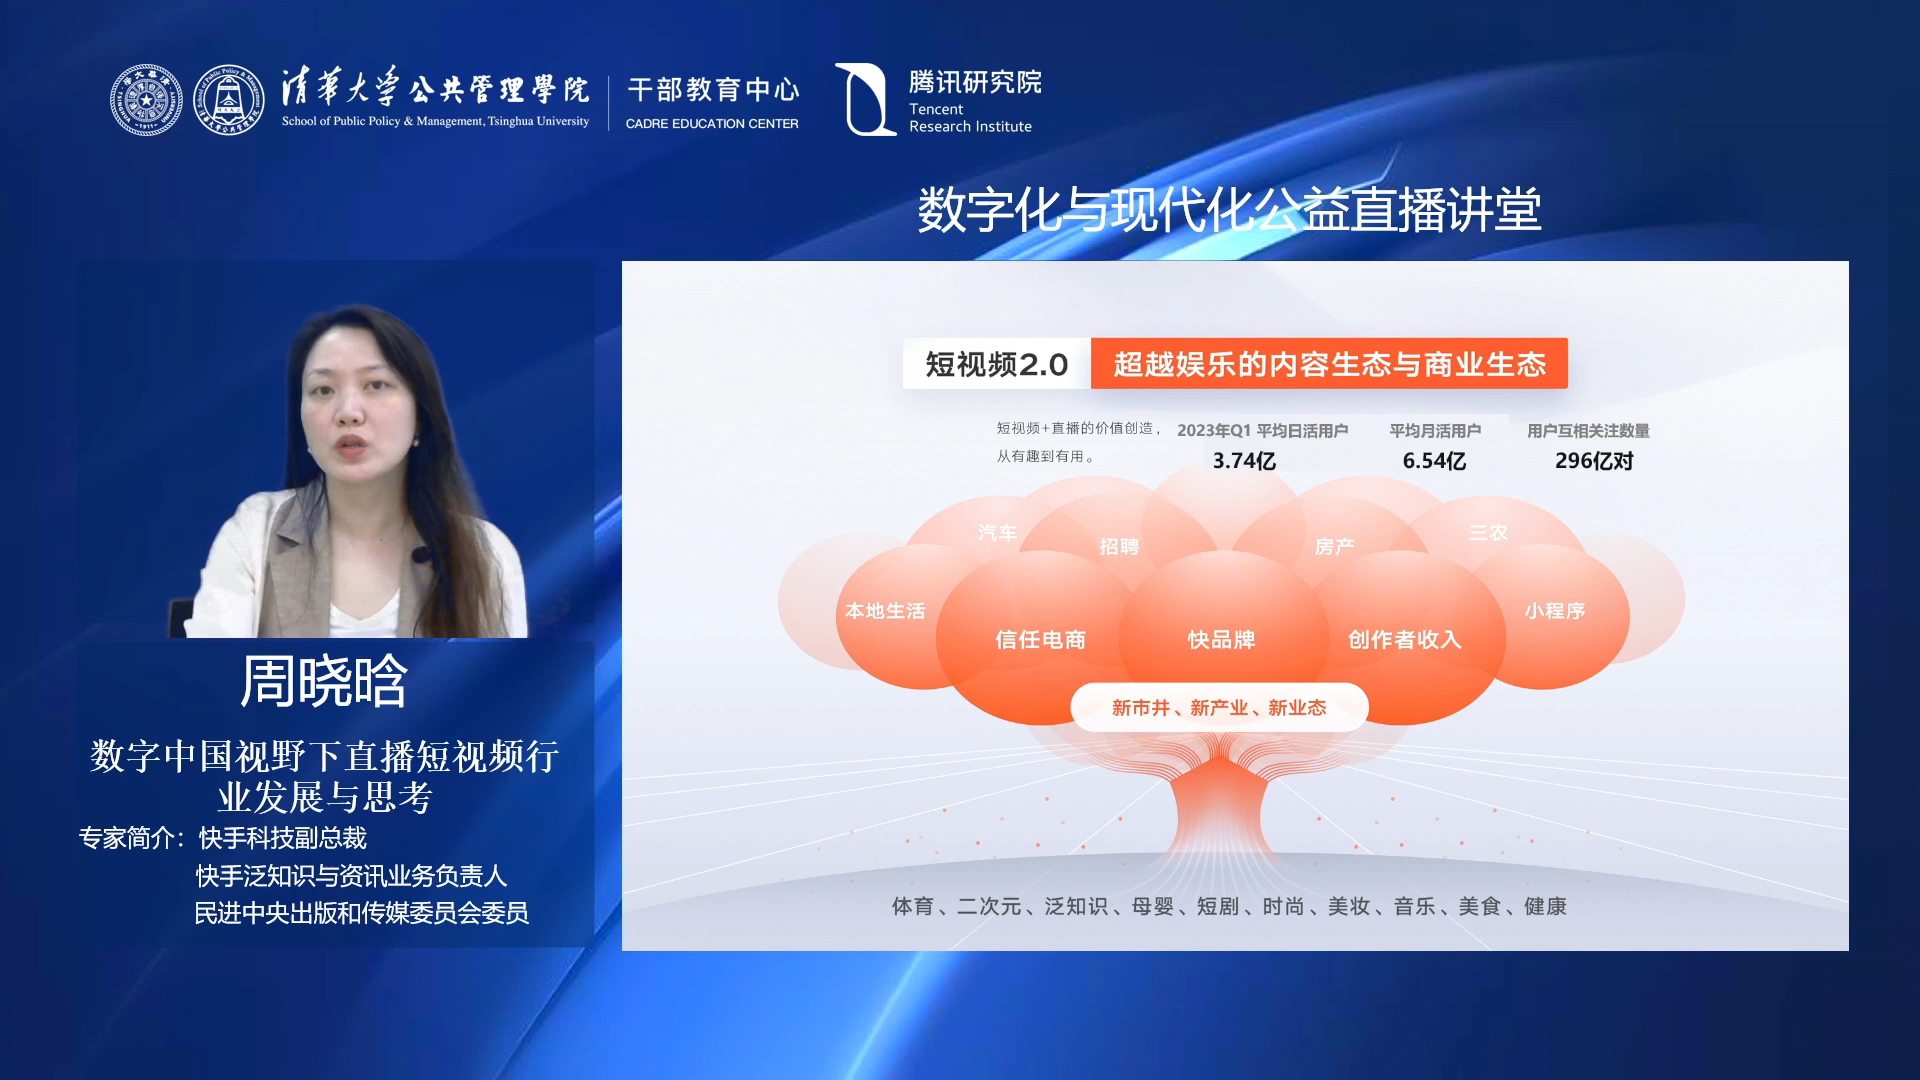 清華大学公共管理學院
School of Public Policy & Management, Tsinghua University
干部教育中心
CADRE EDUCATION CENTER
腾讯研究院
Tencent
Research Institute
数字化与现代化公益直播讲堂
周晓晗
数字中国视野下直播短视频行
业发展与思考
专家简介：快手科技副总裁
快手泛知识与资讯业务负责人
民进中央出版和传媒委员会委员
短视频2.0 超越娱乐的内容生态与商业生态
短视频+直播的价值创造，
从有趣到有用。
2023年Q1 平均日活用户
3.74亿
平均月活用户
6.54亿
用户互相关注数量
296亿对
汽车 招聘 房产 三农
本地生活 信任电商 快品牌 创作者收入 小程序
新市井、新产业、新业态
体育、二次元、泛知识、母婴、短剧、时尚、美妆、音乐、美食、健康